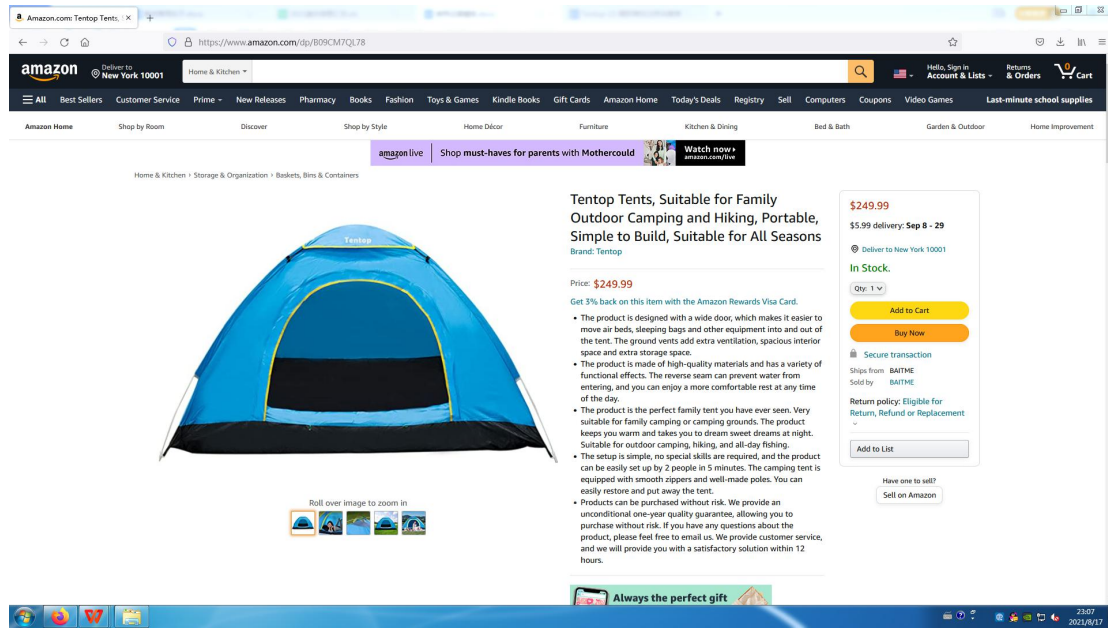 Amazon.com: Tentop Tents,
https://www.amazon.com/dp/B09CM7QL78
amazon
Deliver to
New York 10001
Home & Kitchen
Hello, Sign in
Account & Lists
Returns
& Orders
0
Cart
All Best Sellers Customer Service Prime New Releases Pharmacy Books Fashion Toys & Games Kindle Books Gift Cards Amazon Home Today's Deals Registry Sell Computers Coupons Video Games Last-minute school supplies
Amazon Home Shop by Room Discover Shop by Style Home Décor Furniture Kitchen & Dining Bed & Bath Garden & Outdoor Home Improvement
amazon live Shop must-haves for parents with Mothercould Watch now
amazon.com/live
Home & Kitchen › Storage & Organization › Baskets, Bins & Containers
Tentop
Roll over image to zoom in
Tentop Tents, Suitable for Family
Outdoor Camping and Hiking, Portable,
Simple to Build, Suitable for All Seasons
Brand: Tentop
Price: $249.99
Get 3% back on this item with the Amazon Rewards Visa Card.
• The product is designed with a wide door, which makes it easier to
move air beds, sleeping bags and other equipment into and out of
the tent. The ground vents add extra ventilation, spacious interior
space and extra storage space.
• The product is made of high-quality materials and has a variety of
functional effects. The reverse seam can prevent water from
entering, and you can enjoy a more comfortable rest at any time
of the day.
• The product is the perfect family tent you have ever seen. Very
suitable for family camping or camping grounds. The product
keeps you warm and takes you to dream sweet dreams at night.
Suitable for outdoor camping, hiking, and all-day fishing.
• The setup is simple, no special skills are required, and the product
can be easily set up by 2 people in 5 minutes. The camping tent is
equipped with smooth zippers and well-made poles. You can
easily restore and put away the tent.
• Products can be purchased without risk. We provide an
unconditional one-year quality guarantee, allowing you to
purchase without risk. If you have any questions about the
product, please feel free to email us. We provide customer service,
and we will provide you with a satisfactory solution within 12
hours.
Always the perfect gift
$249.99
$5.99 delivery: Sep 8 - 29
Deliver to New York 10001
In Stock.
Qty: 1
Add to Cart
Buy Now
Secure transaction
Ships from BAITME
Sold by BAITME
Return policy: Eligible for
Return, Refund or Replacement
Add to List
Have one to sell?
Sell on Amazon
23:07
2021/8/17